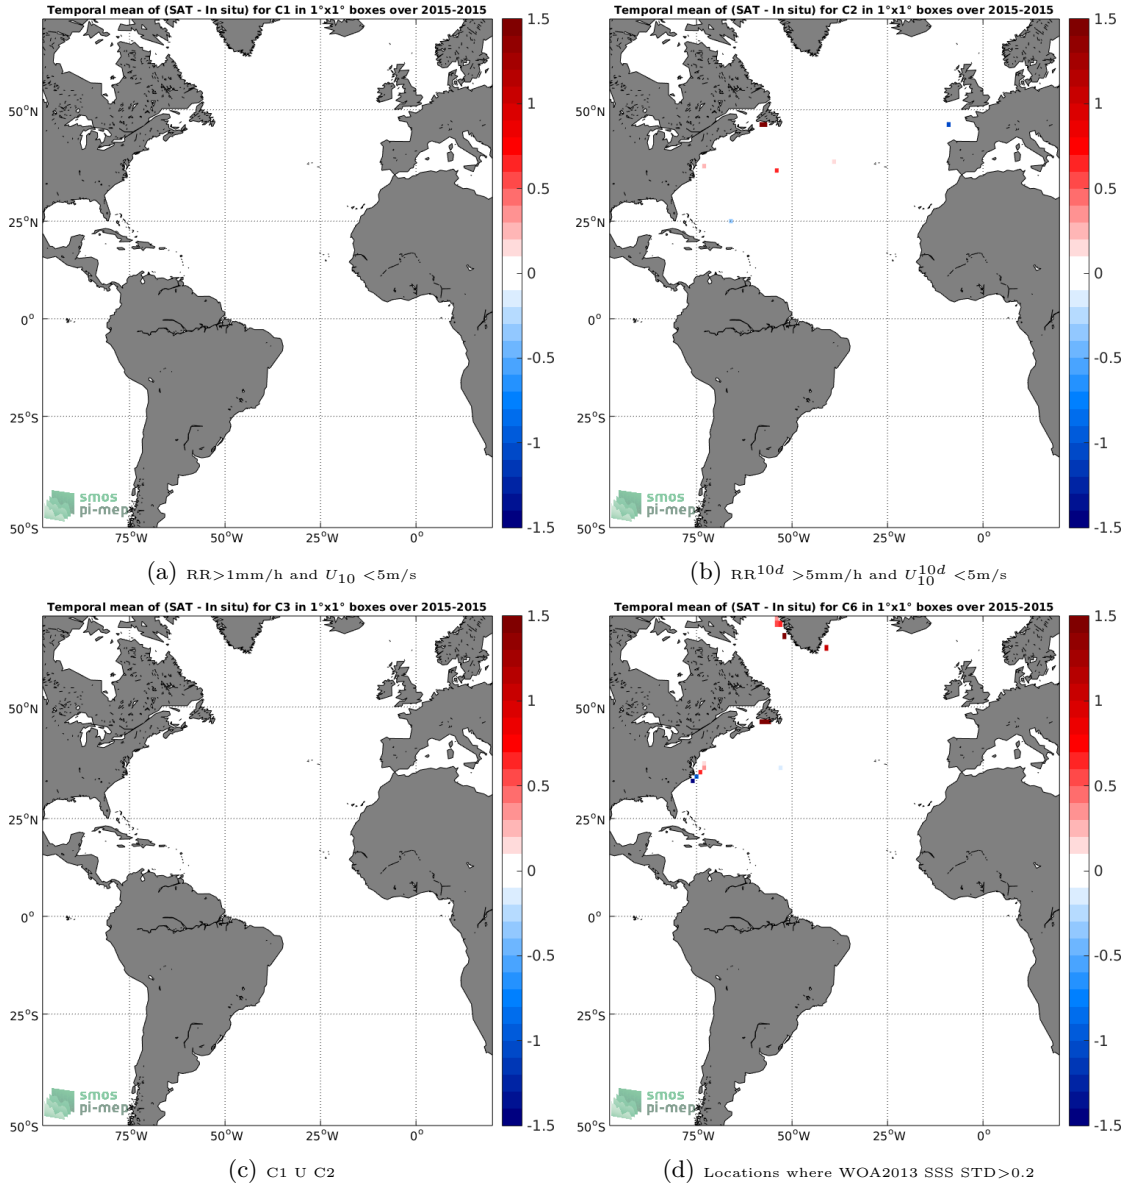 Temporal mean of (SAT - In situ) for C1 in 1°x1° boxes over 2015-2015
50°N
25°N
0°
25°S
50°S
75°W
50°W
25°W
0°
1.5
1
0.5
0
-0.5
-1
-1.5
smos
pi-mep
(a) RR>1mm/h and U10 <5m/s
Temporal mean of (SAT - In situ) for C2 in 1°x1° boxes over 2015-2015
50°N
25°N
0°
25°S
50°S
75°W
50°W
25°W
0°
1.5
1
0.5
0
-0.5
-1
-1.5
smos
pi-mep
(b) RR^10d >5mm/h and U10^10d <5m/s
Temporal mean of (SAT - In situ) for C3 in 1°x1° boxes over 2015-2015
50°N
25°N
0°
25°S
50°S
75°W
50°W
25°W
0°
1.5
1
0.5
0
-0.5
-1
-1.5
smos
pi-mep
(c) C1 U C2
Temporal mean of (SAT - In situ) for C6 in 1°x1° boxes over 2015-2015
50°N
25°N
0°
25°S
50°S
75°W
50°W
25°W
0°
1.5
1
0.5
0
-0.5
-1
-1.5
smos
pi-mep
(d) Locations where WOA2013 SSS STD>0.2